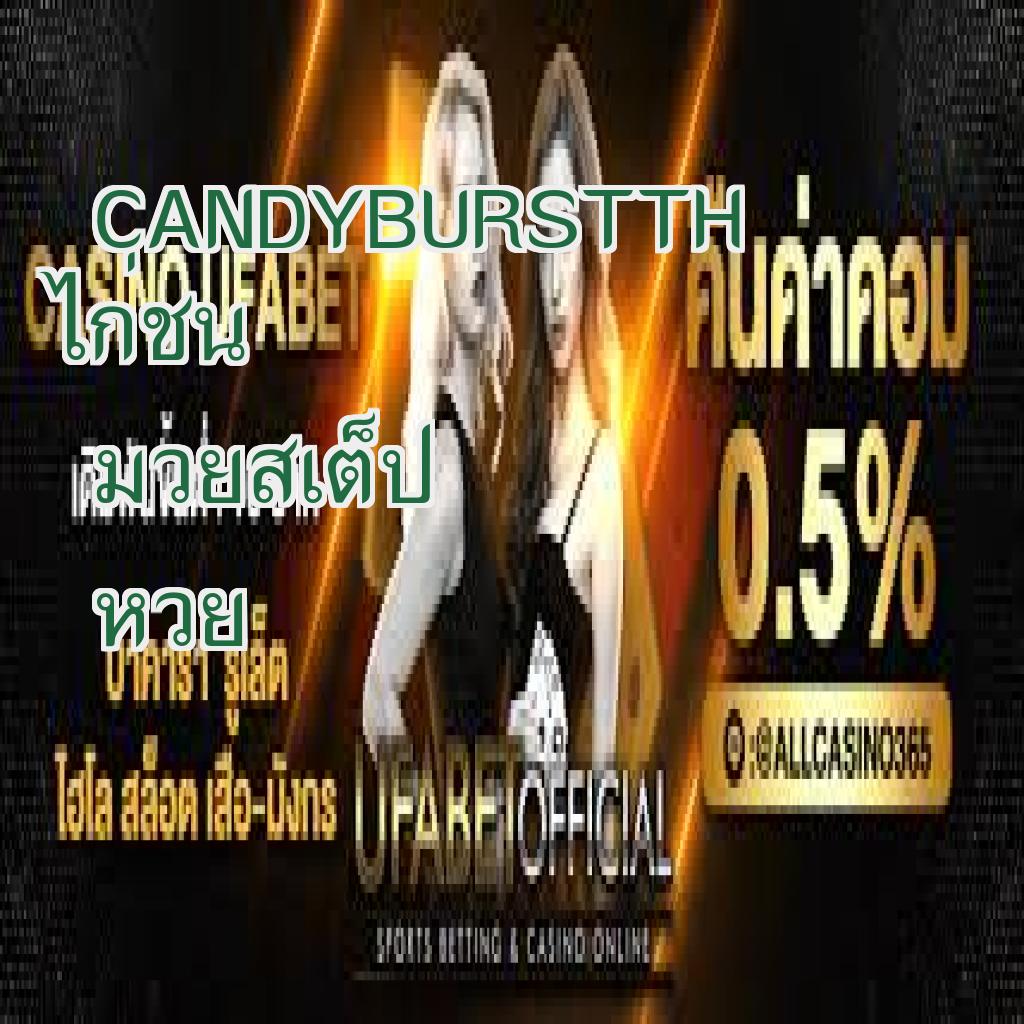 CANDYBURSTTH
CASINO UFABET
ไก่ชน
คืนค่าคอม
มวยสเต็ป
0.5%
หวย
บาคาร่า รูเล็ต
:@ALLCASINO365
ไฮโล สล็อต เสือ-มังกร
UFABET OFFICIAL
SPORTS BETTING & CASINO ONLINE